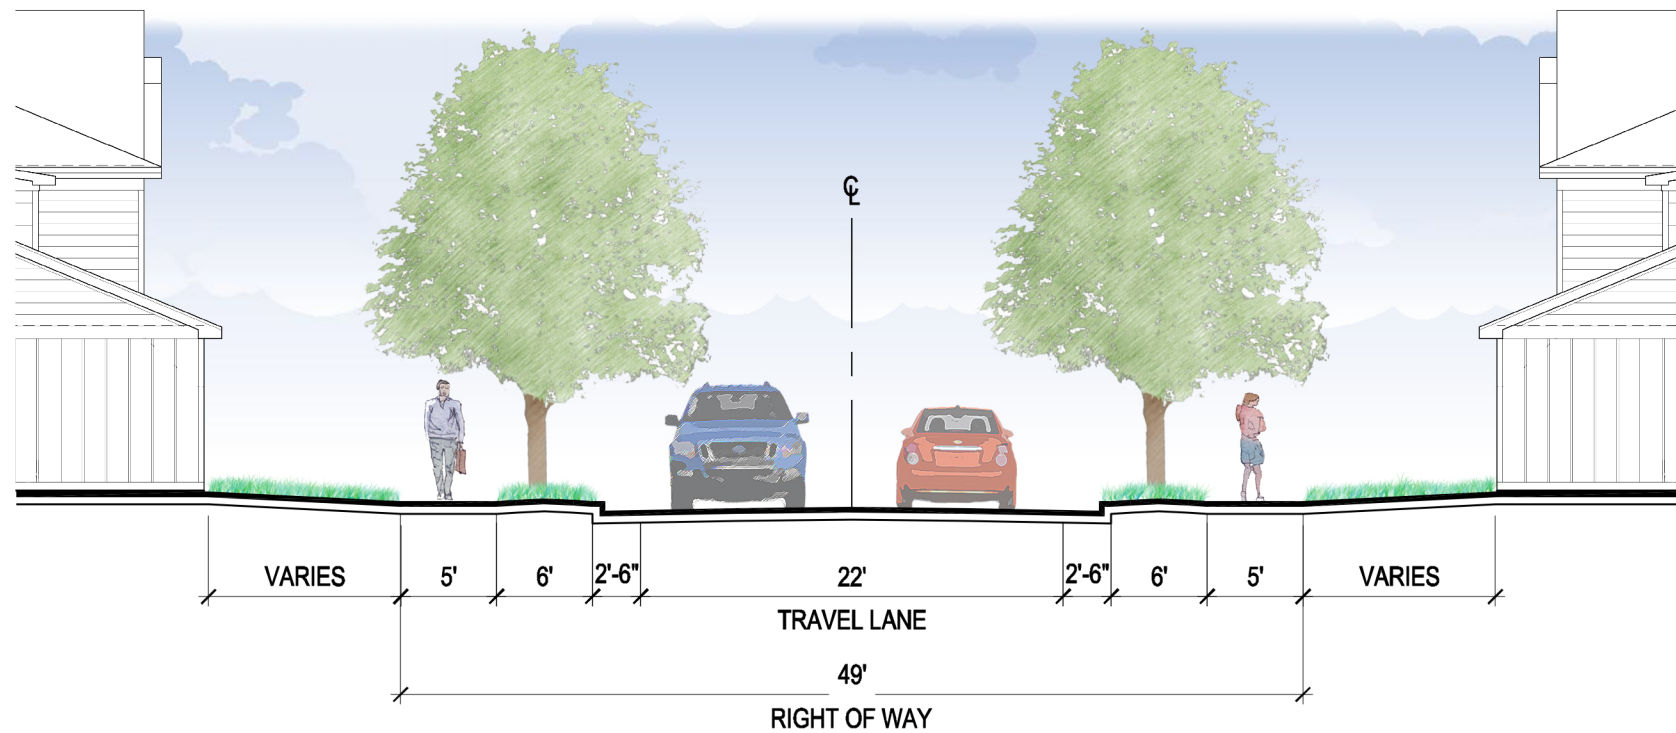 ℄
VARIES 5' 6' 2'-6" 22' 2'-6" 6' 5' VARIES
TRAVEL LANE
49'
RIGHT OF WAY